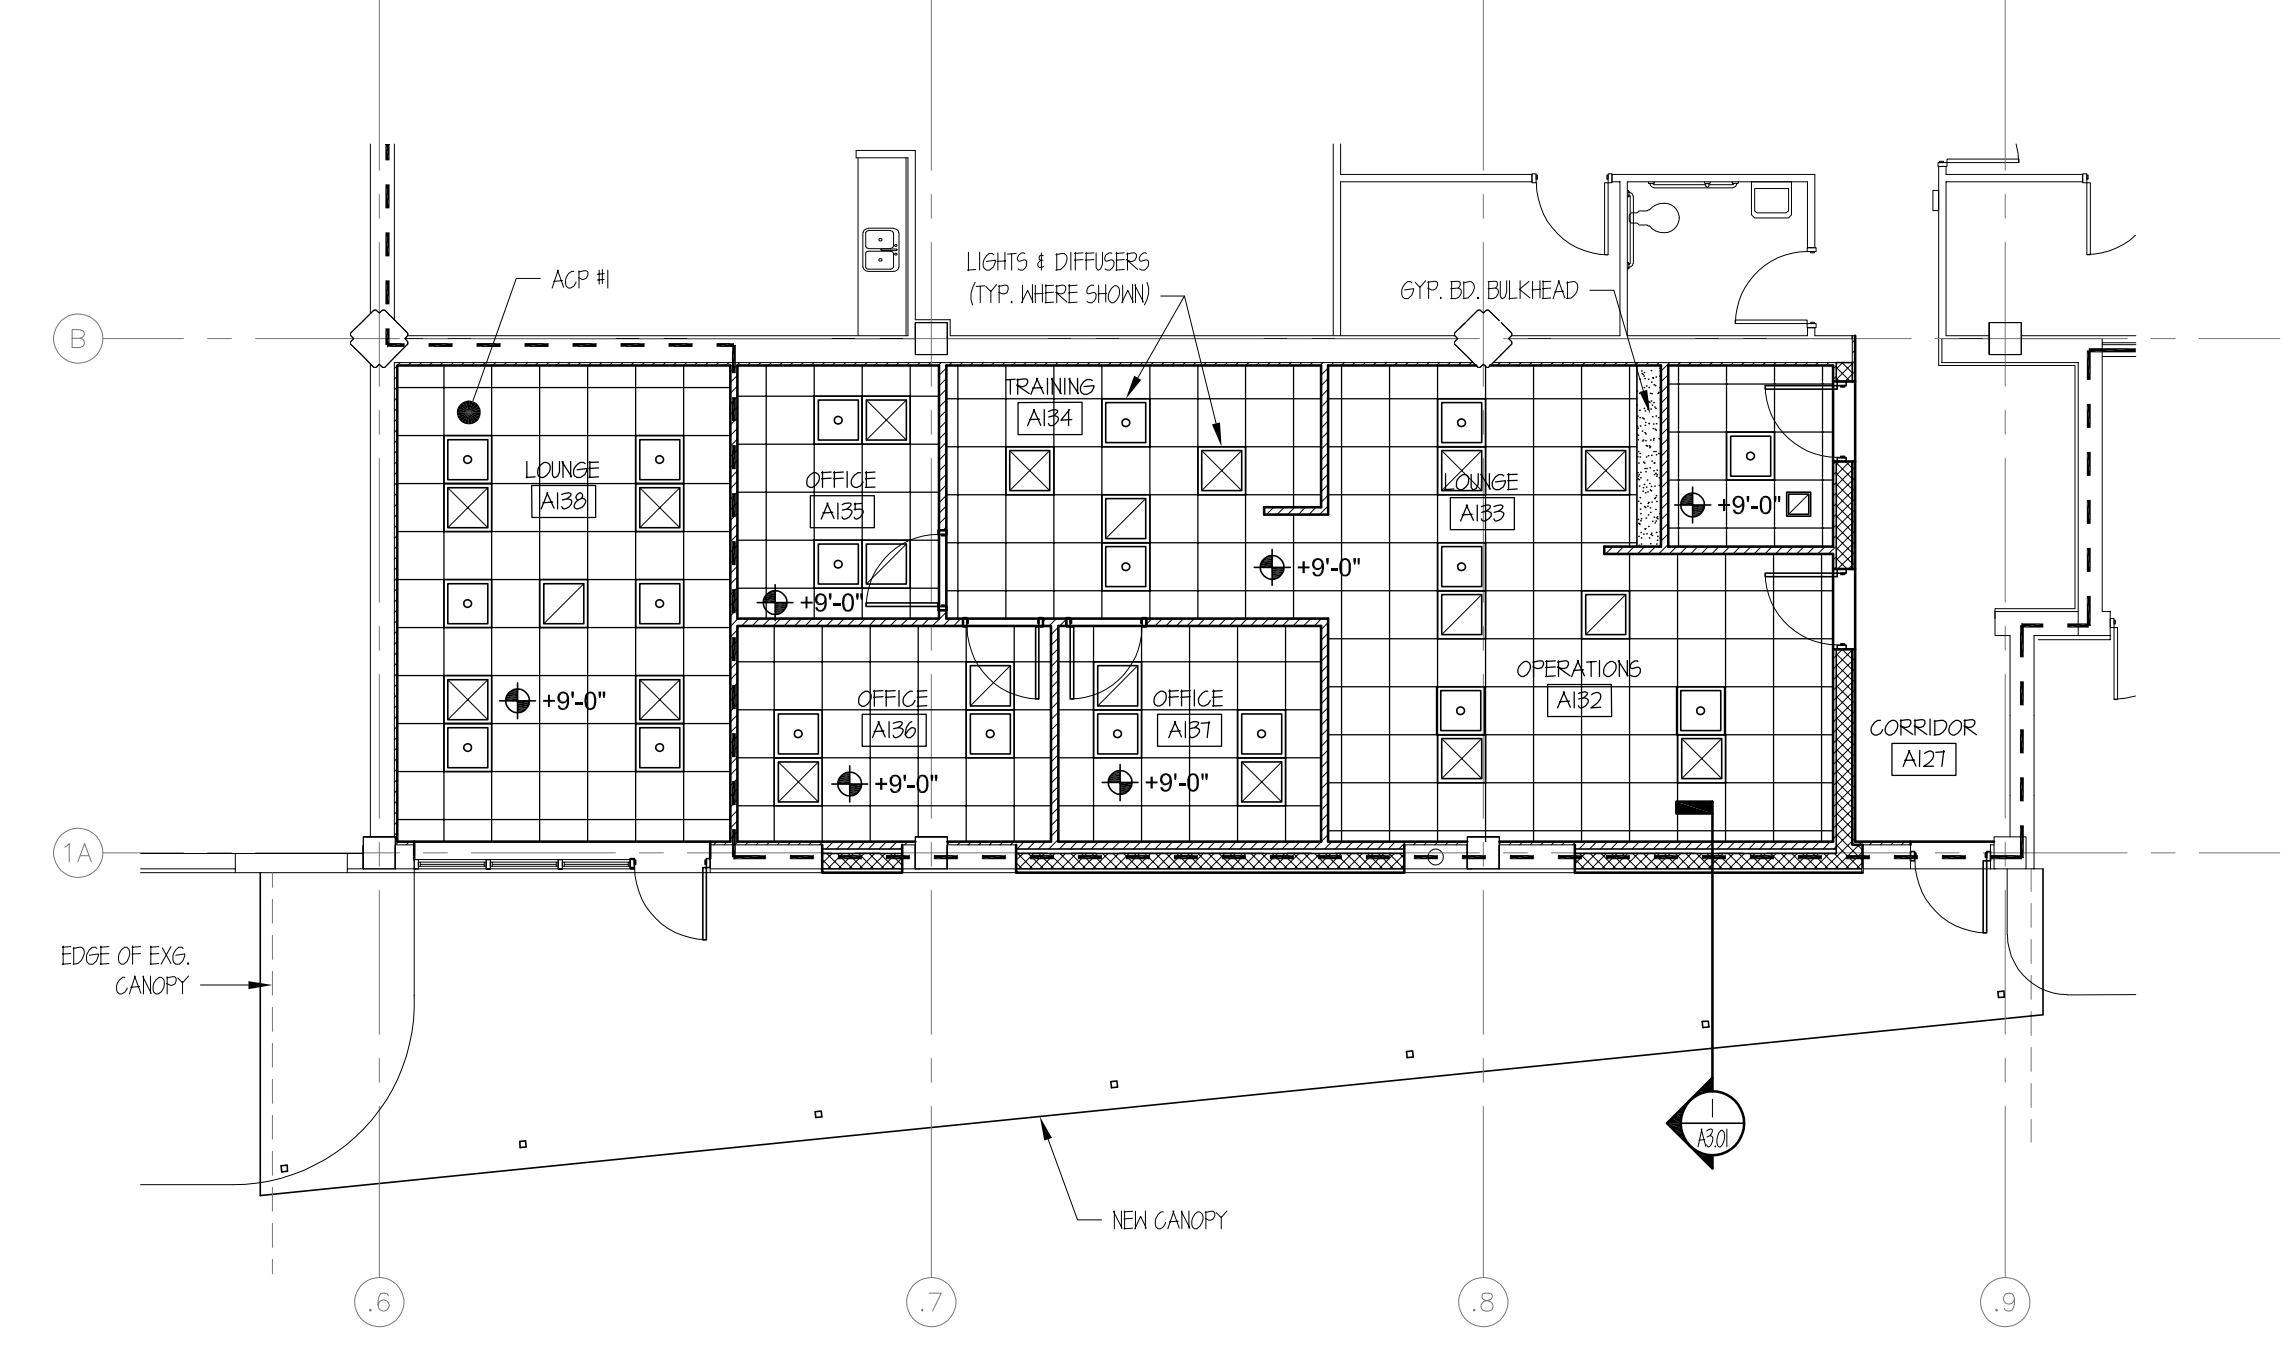 ACP #1
LIGHTS & DIFFUSERS
(TYP. WHERE SHOWN)
GYP. BD. BULKHEAD
B
TRAINING
A134
LOUNGE
A138
OFFICE
A135
LOUNGE
A133
+9'-0"
+9'-0"
+9'-0"
OPERATIONS
A132
+9'-0"
OFFICE
A136
OFFICE
A137
CORRIDOR
A127
+9'-0"
+9'-0"
1A
EDGE OF EXG.
CANOPY
1
A3.01
NEW CANOPY
.6
.7
.8
.9